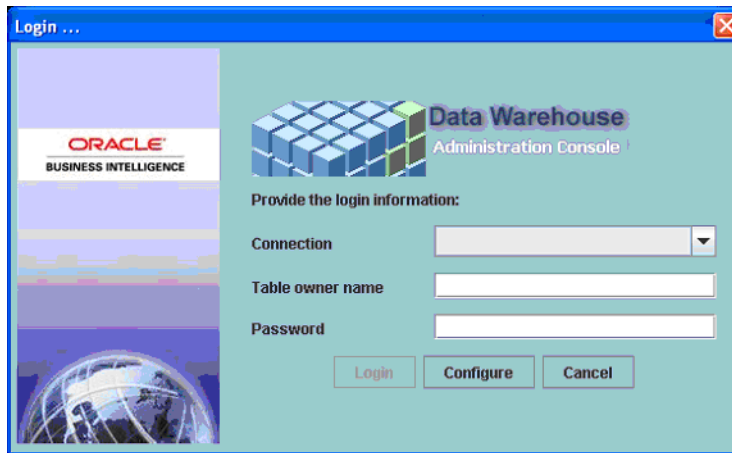 Login ...
ORACLE
BUSINESS INTELLIGENCE
Data Warehouse
Administration Console
Provide the login information:
Connection
Table owner name
Password
Login
Configure
Cancel